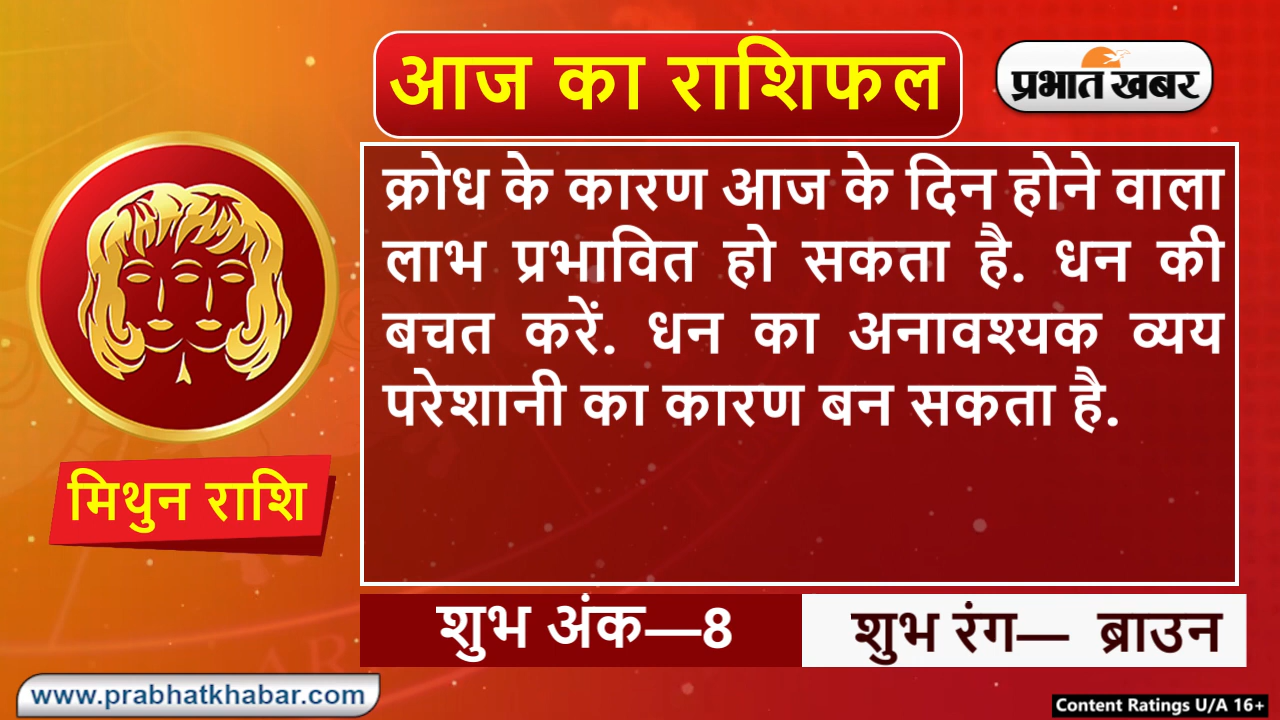 आज का राशिफल
प्रभात खबर
क्रोध के कारण आज के दिन होने वाला
लाभ प्रभावित हो सकता है. धन की
बचत करें. धन का अनावश्यक व्यय
परेशानी का कारण बन सकता है.
मिथुन राशि
शुभ अंक—8
शुभ रंग— ब्राउन
www.prabhatkhabar.com
Content Ratings U/A 16+